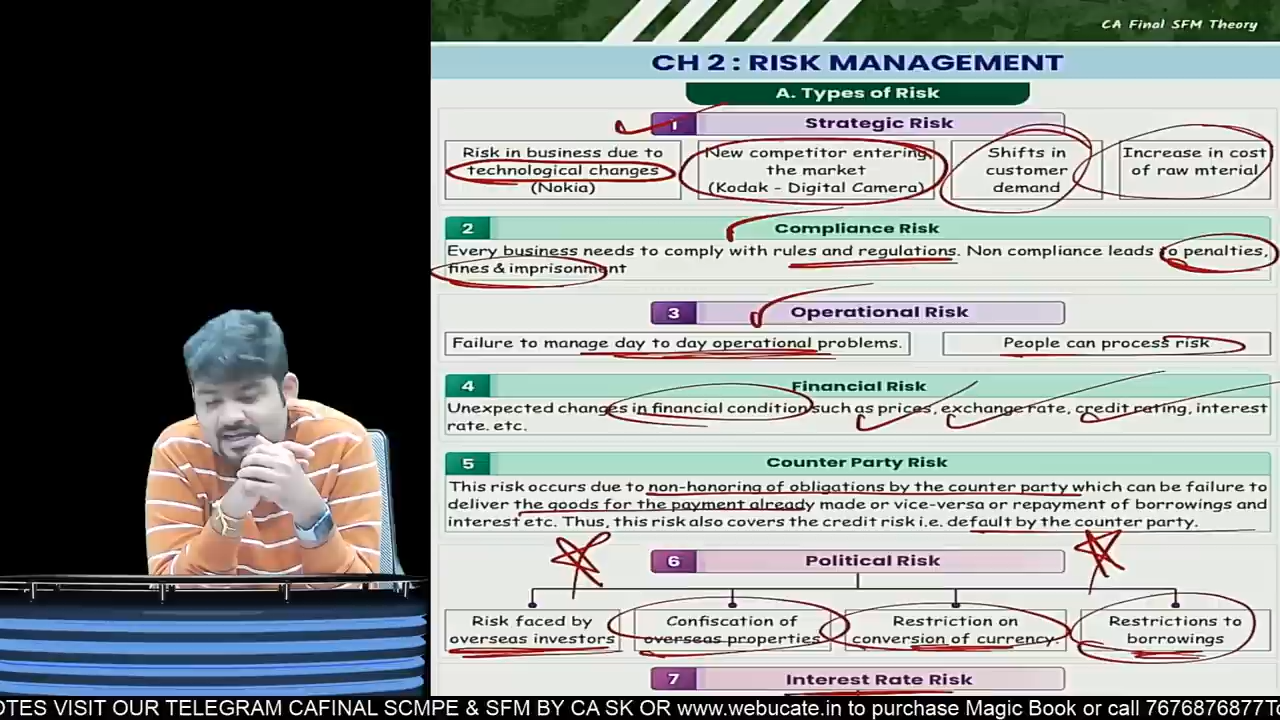 CA Final SFM Theory
CH 2 : RISK MANAGEMENT
A. Types of Risk
1 Strategic Risk
Risk in business due to
technological changes
(Nokia)
New competitor entering
the market
(Kodak - Digital Camera)
Shifts in
customer
demand
Increase in cost
of raw mterial
2 Compliance Risk
Every business needs to comply with rules and regulations. Non compliance leads to penalties,
fines & imprisonment
3 Operational Risk
Failure to manage day to day operational problems.
People can process risk
4 Financial Risk
Unexpected changes in financial condition such as prices, exchange rate, credit rating, interest
rate. etc.
5 Counter Party Risk
This risk occurs due to non-honoring of obligations by the counter party which can be failure to
deliver the goods for the payment already made or vice-versa or repayment of borrowings and
interest etc. Thus, this risk also covers the credit risk i.e. default by the counter party.
6 Political Risk
Risk faced by
overseas investors
Confiscation of
overseas properties
Restriction on
conversion of currency.
Restrictions to
borrowings
7 Interest Rate Risk
OTES VISIT OUR TELEGRAM CAFINAL SCMPE & SFM BY CA SK OR www.webucate.in to purchase Magic Book or call 7676876877To